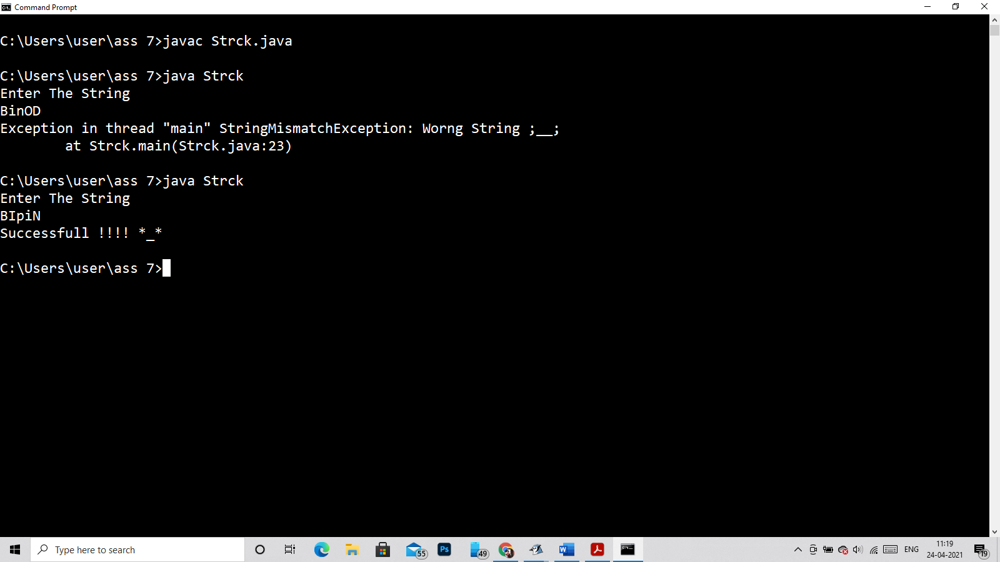 Command Prompt
C:\Users\user\ass 7>javac Strck.java
C:\Users\user\ass 7>java Strck
Enter The String
BinOD
Exception in thread "main" StringMismatchException: Worng String ;__;
at Strck.main(Strck.java:23)
C:\Users\user\ass 7>java Strck
Enter The String
BIpiN
Successfull !!!! *_*
C:\Users\user\ass 7>
Type here to search
55
Ps
49
W
ENG
11:19
24-04-2021
19